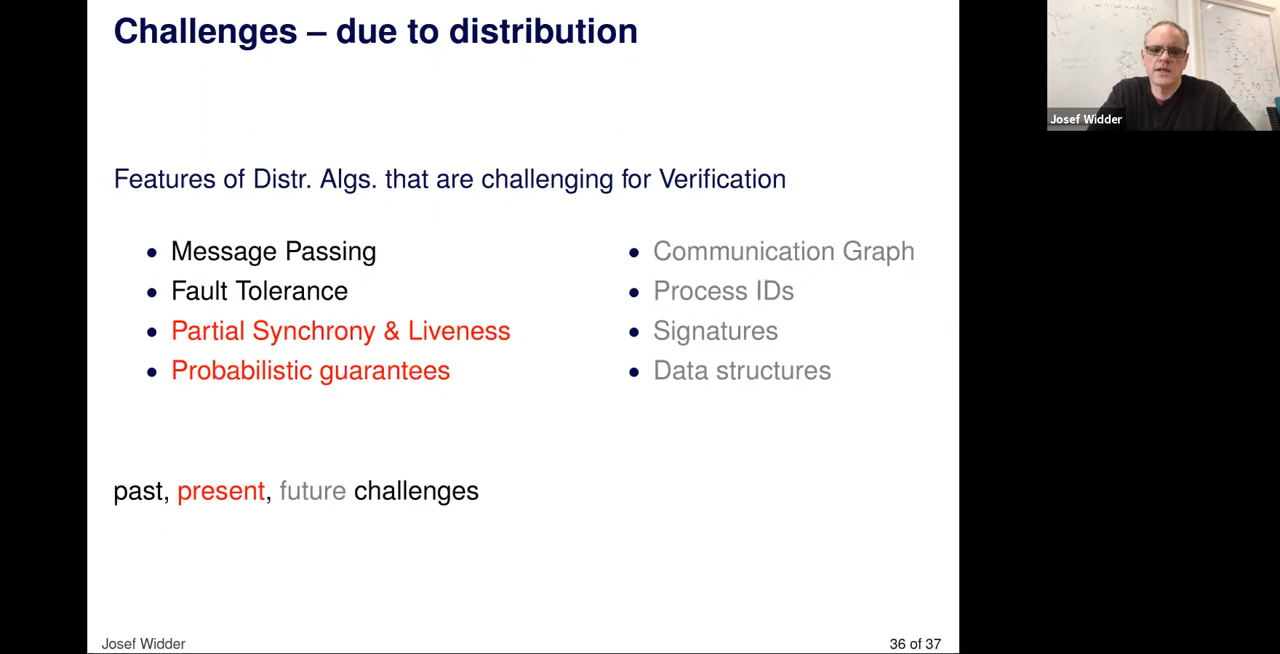 Challenges – due to distribution
Josef Widder
Features of Distr. Algs. that are challenging for Verification
• Message Passing
• Fault Tolerance
• Partial Synchrony & Liveness
• Probabilistic guarantees
• Communication Graph
• Process IDs
• Signatures
• Data structures
past, present, future challenges
Josef Widder
36 of 37